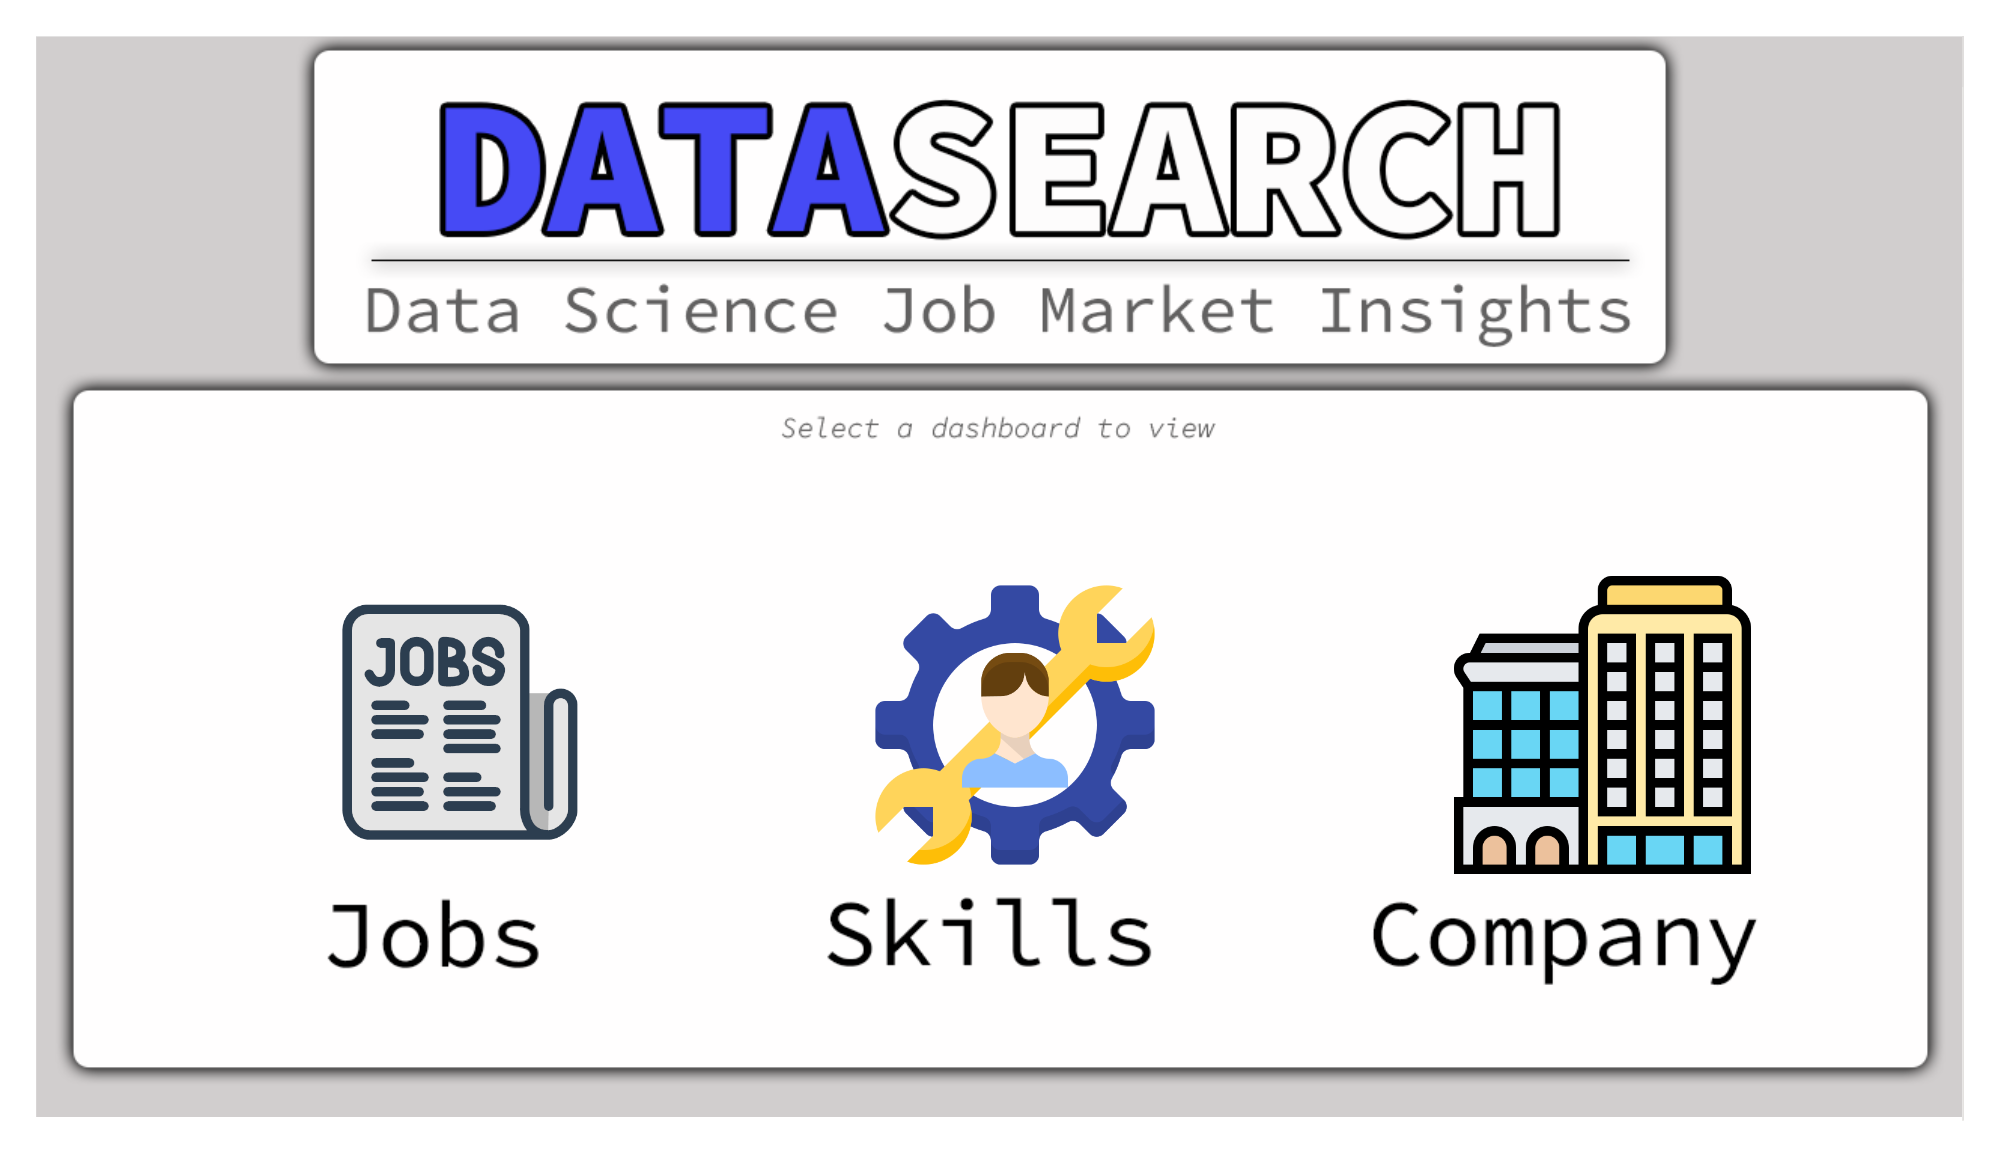 DATASEARCH
Data Science Job Market Insights
Select a dashboard to view
JOBS
Jobs
Skills
Company